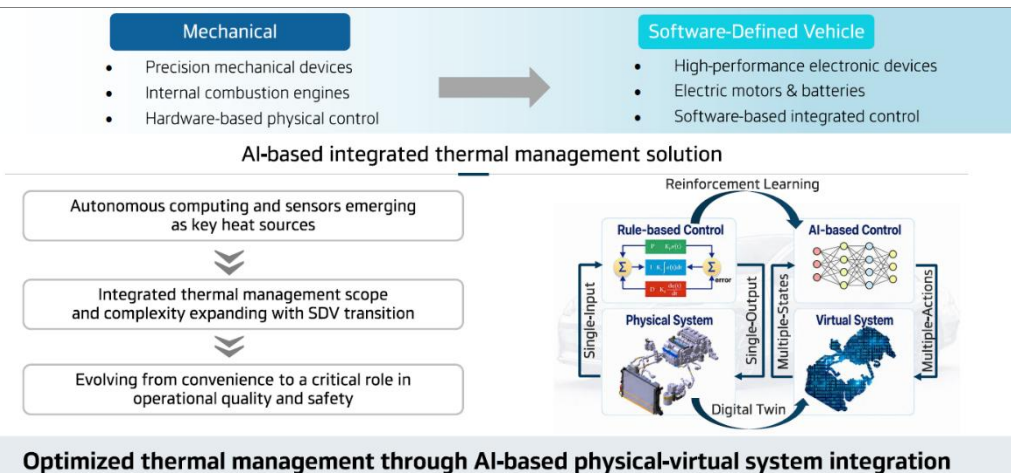 Mechanical
• Precision mechanical devices
• Internal combustion engines
• Hardware-based physical control
Software-Defined Vehicle
• High-performance electronic devices
• Electric motors & batteries
• Software-based integrated control
AI-based integrated thermal management solution
Autonomous computing and sensors emerging
as key heat sources
Integrated thermal management scope
and complexity expanding with SDV transition
Evolving from convenience to a critical role in
operational quality and safety
Reinforcement Learning
Rule-based Control
Σ
P
I
D
Σ
error
AI-based Control
Single-Input
Physical System
Single-Output
Multiple-States
Virtual System
Multiple-Actions
Digital Twin
Optimized thermal management through AI-based physical-virtual system integration